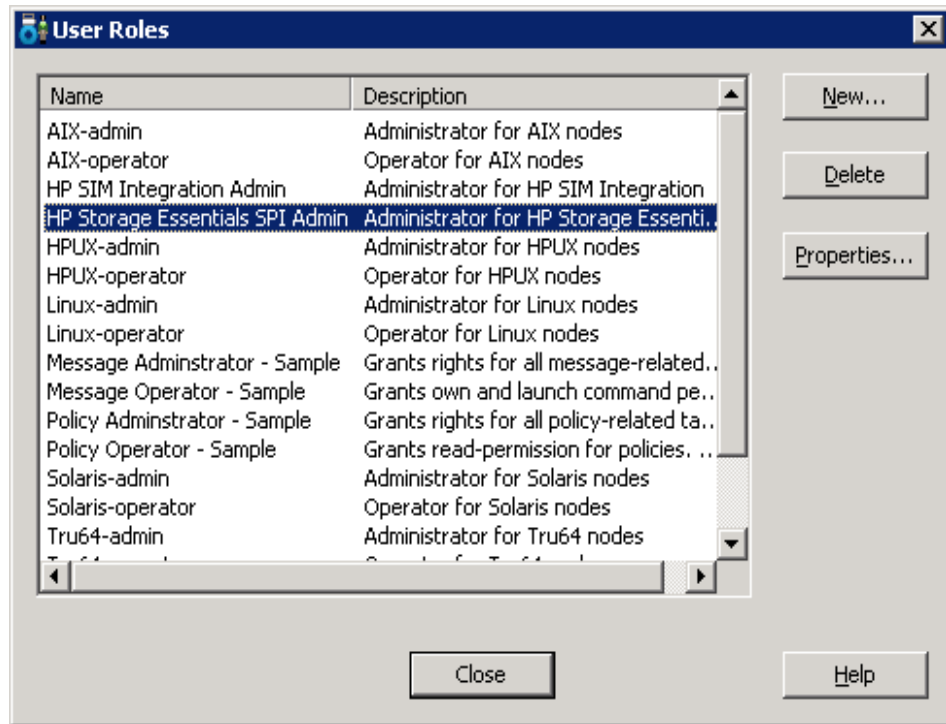 User Roles
Name Description
AIX-admin Administrator for AIX nodes
AIX-operator Operator for AIX nodes
HP SIM Integration Admin Administrator for HP SIM Integration
HP Storage Essentials SPI Admin Administrator for HP Storage Essenti...
HPUX-admin Administrator for HPUX nodes
HPUX-operator Operator for HPUX nodes
Linux-admin Administrator for Linux nodes
Linux-operator Operator for Linux nodes
Message Adminstrator - Sample Grants rights for all message-related...
Message Operator - Sample Grants own and launch command pe...
Policy Adminstrator - Sample Grants rights for all policy-related ta...
Policy Operator - Sample Grants read-permission for policies. ...
Solaris-admin Administrator for Solaris nodes
Solaris-operator Operator for Solaris nodes
Tru64-admin Administrator for Tru64 nodes
New...
Delete
Properties...
Close
Help